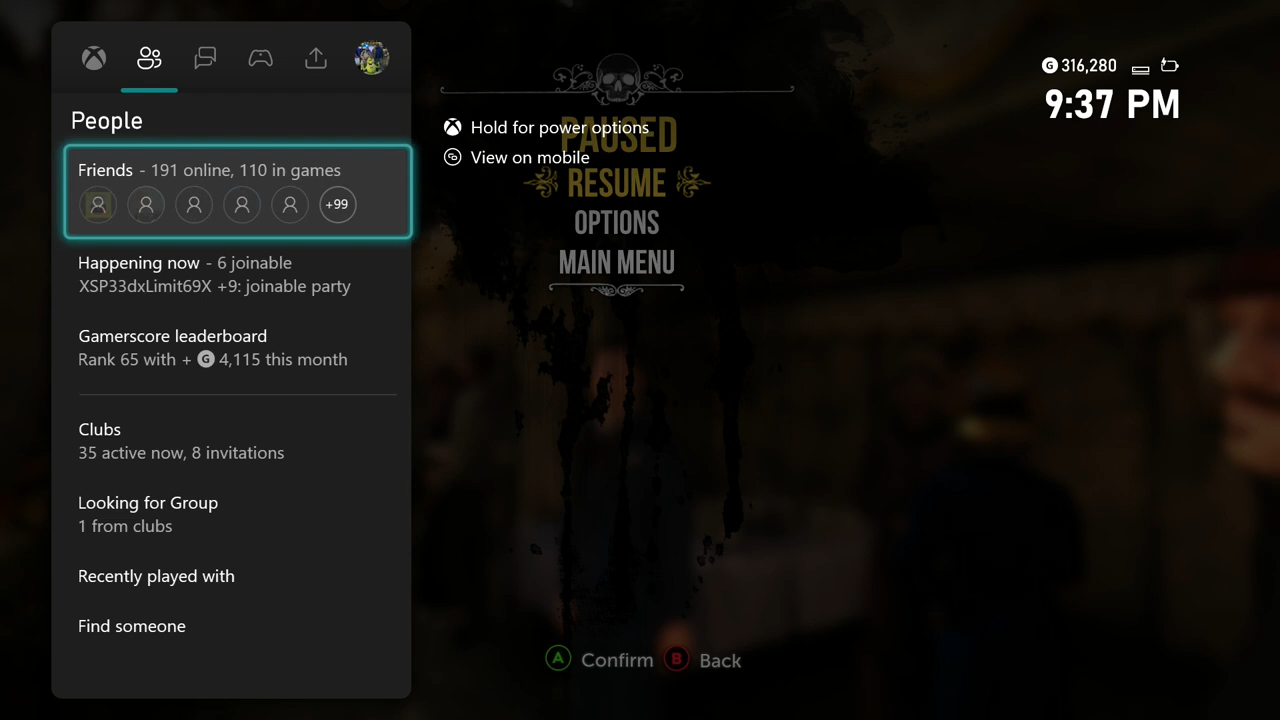 People
Friends - 191 online, 110 in games
+99
Happening now - 6 joinable
XSP33dxLimit69X +9: joinable party
Gamerscore leaderboard
Rank 65 with + G 4,115 this month
Clubs
35 active now, 8 invitations
Looking for Group
1 from clubs
Recently played with
Find someone
Hold for power options
View on mobile
PAUSED
RESUME
OPTIONS
MAIN MENU
A Confirm B Back
G 316,280
9:37 PM